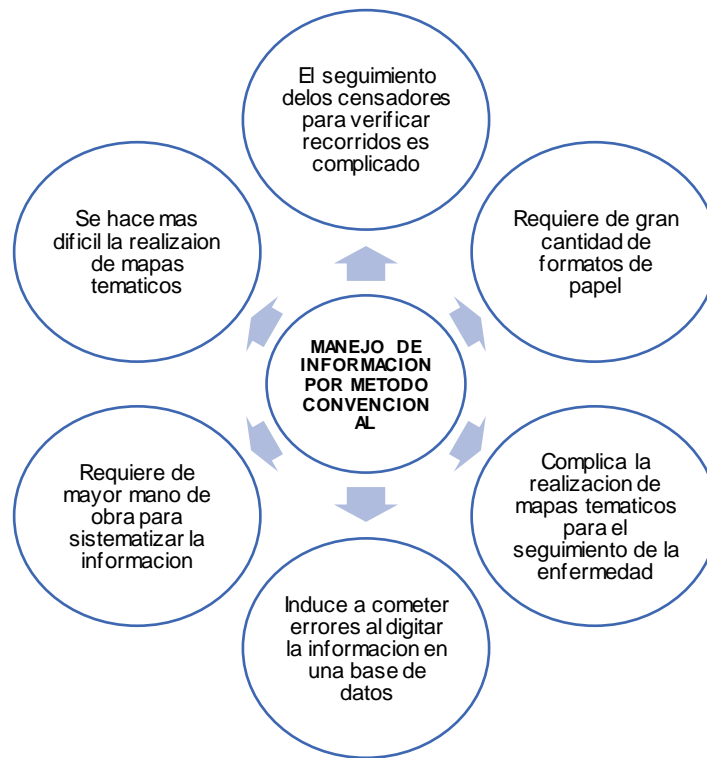 El seguimiento
delos censadores
para verificar
recorridos es
complicado
Se hace mas
dificil la realizaion
de mapas
tematicos
Requiere de gran
cantidad de
formatos de
papel
MANEJO DE
INFORMACION
POR METODO
CONVENCION
AL
Requiere de
mayor mano de
obra para
sistematizar la
informacion
Complica la
realizacion de
mapas tematicos
para el
seguimiento de la
enfermedad
Induce a cometer
errores al digitar
la informacion en
una base de
datos